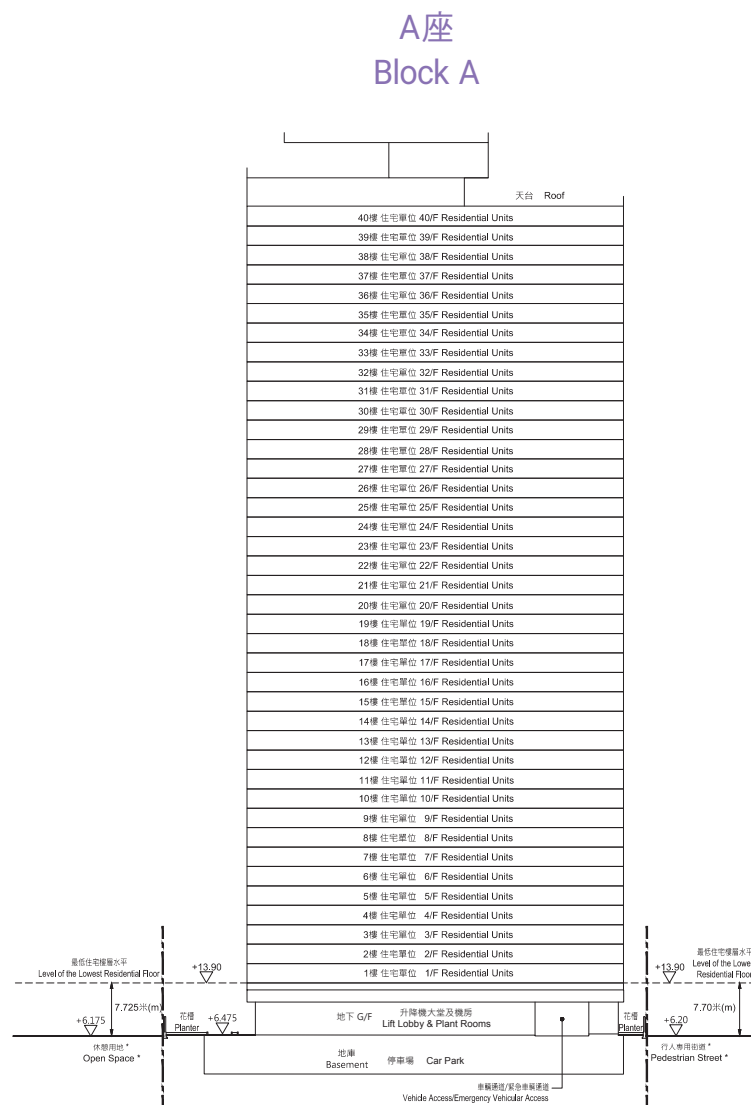 A座
Block A
天台 Roof
40樓 住宅單位 40/F Residential Units
39樓 住宅單位 39/F Residential Units
38樓 住宅單位 38/F Residential Units
37樓 住宅單位 37/F Residential Units
36樓 住宅單位 36/F Residential Units
35樓 住宅單位 35/F Residential Units
34樓 住宅單位 34/F Residential Units
33樓 住宅單位 33/F Residential Units
32樓 住宅單位 32/F Residential Units
31樓 住宅單位 31/F Residential Units
30樓 住宅單位 30/F Residential Units
29樓 住宅單位 29/F Residential Units
28樓 住宅單位 28/F Residential Units
27樓 住宅單位 27/F Residential Units
26樓 住宅單位 26/F Residential Units
25樓 住宅單位 25/F Residential Units
24樓 住宅單位 24/F Residential Units
23樓 住宅單位 23/F Residential Units
22樓 住宅單位 22/F Residential Units
21樓 住宅單位 21/F Residential Units
20樓 住宅單位 20/F Residential Units
19樓 住宅單位 19/F Residential Units
18樓 住宅單位 18/F Residential Units
17樓 住宅單位 17/F Residential Units
16樓 住宅單位 16/F Residential Units
15樓 住宅單位 15/F Residential Units
14樓 住宅單位 14/F Residential Units
13樓 住宅單位 13/F Residential Units
12樓 住宅單位 12/F Residential Units
11樓 住宅單位 11/F Residential Units
10樓 住宅單位 10/F Residential Units
9樓 住宅單位 9/F Residential Units
8樓 住宅單位 8/F Residential Units
7樓 住宅單位 7/F Residential Units
6樓 住宅單位 6/F Residential Units
5樓 住宅單位 5/F Residential Units
4樓 住宅單位 4/F Residential Units
3樓 住宅單位 3/F Residential Units
2樓 住宅單位 2/F Residential Units
1樓 住宅單位 1/F Residential Units
最低住宅樓層水平
Level of the Lowest Residential Floor
+13.90
+13.90
最低住宅樓層水平
Level of the Lowe
Residential Floor
7.725米(m)
+6.175
花槽
Planter
+6.475
地下 G/F
升降機大堂及機房
Lift Lobby & Plant Rooms
花槽
Planter
+6.20
7.70米(m)
休憩用地 *
Open Space *
行人專用街道 *
Pedestrian Street *
地庫
Basement
停車場 Car Park
車輛通道/緊急車輛通道
Vehicle Access/Emergency Vehicular Access